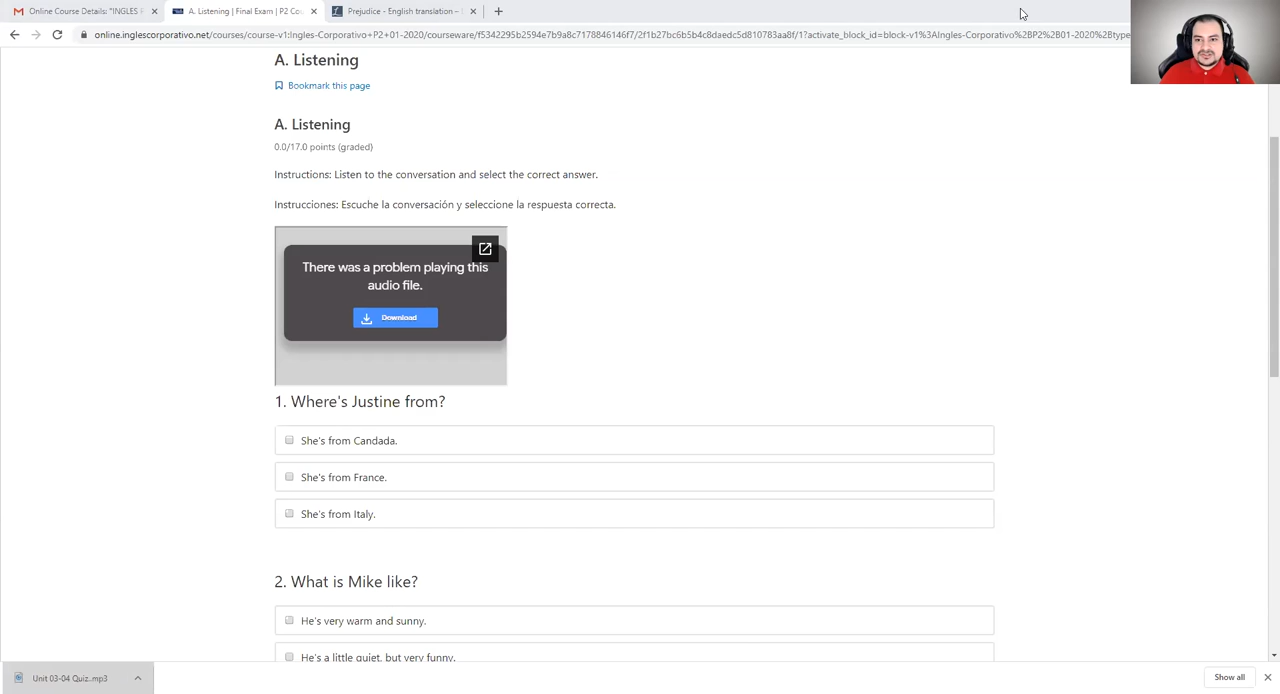 Online Course Details: "INGLES P
A. Listening | Final Exam | P2 Cou
Prejudice - English translation –
online.inglescorporativo.net/courses/course-v1:Ingles-Corporativo+P2+01-2020/courseware/f5342295b2594e7b9a8c7178846146f7/2f1b27bc6b5b4c8daedc5d810783aa8f/1?activate_block_id=block-v1%3AIngles-Corporativo%2BP2%2B01-2020%2Btype
A. Listening
Bookmark this page
A. Listening
0.0/17.0 points (graded)
Instructions: Listen to the conversation and select the correct answer.
Instrucciones: Escuche la conversación y seleccione la respuesta correcta.
There was a problem playing this
audio file.
Download
1. Where's Justine from?
She's from Candada.
She's from France.
She's from Italy.
2. What is Mike like?
He's very warm and sunny.
He's a little quiet, but very funny.
Unit 03-04 Quiz..mp3
Show all